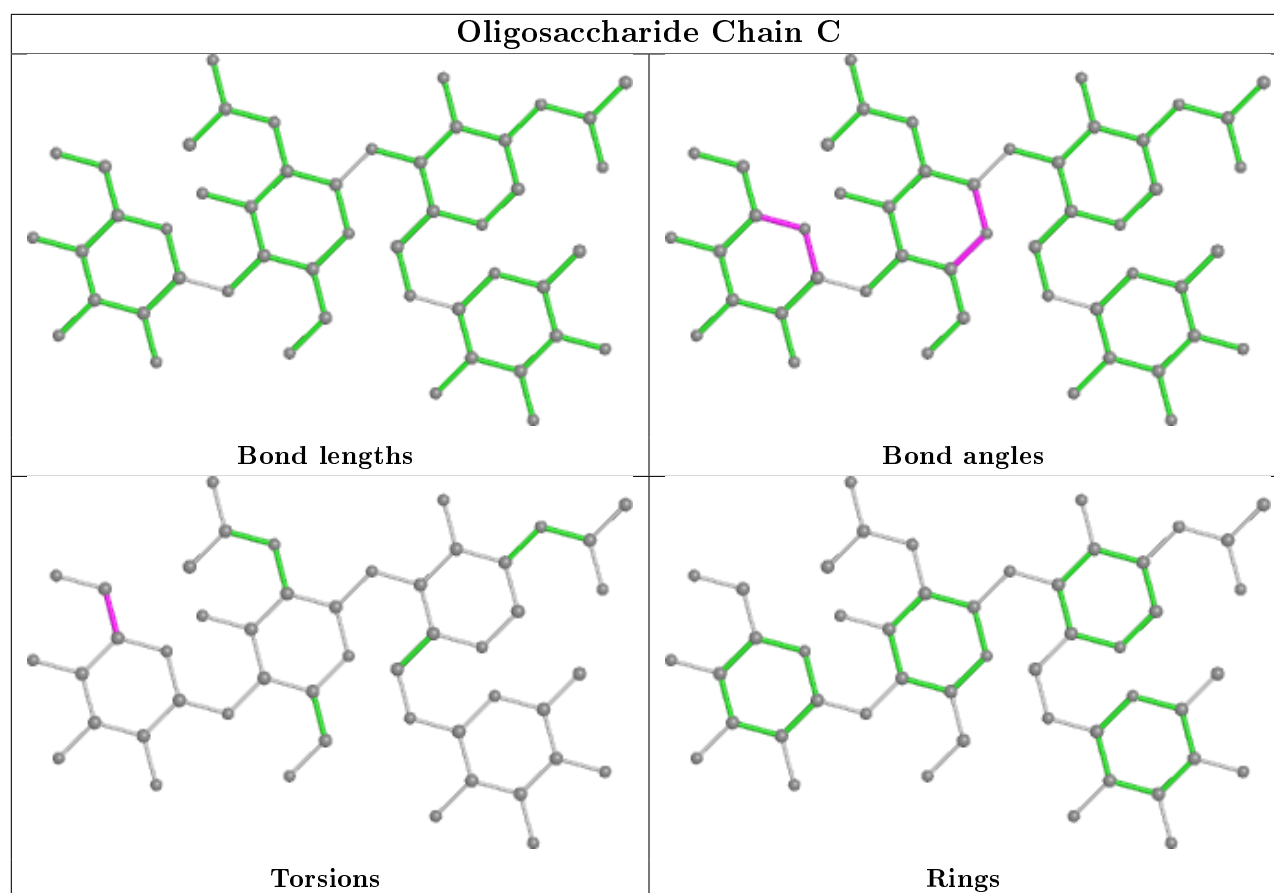 Oligosaccharide Chain C
Bond lengths
Bond angles
Torsions
Rings